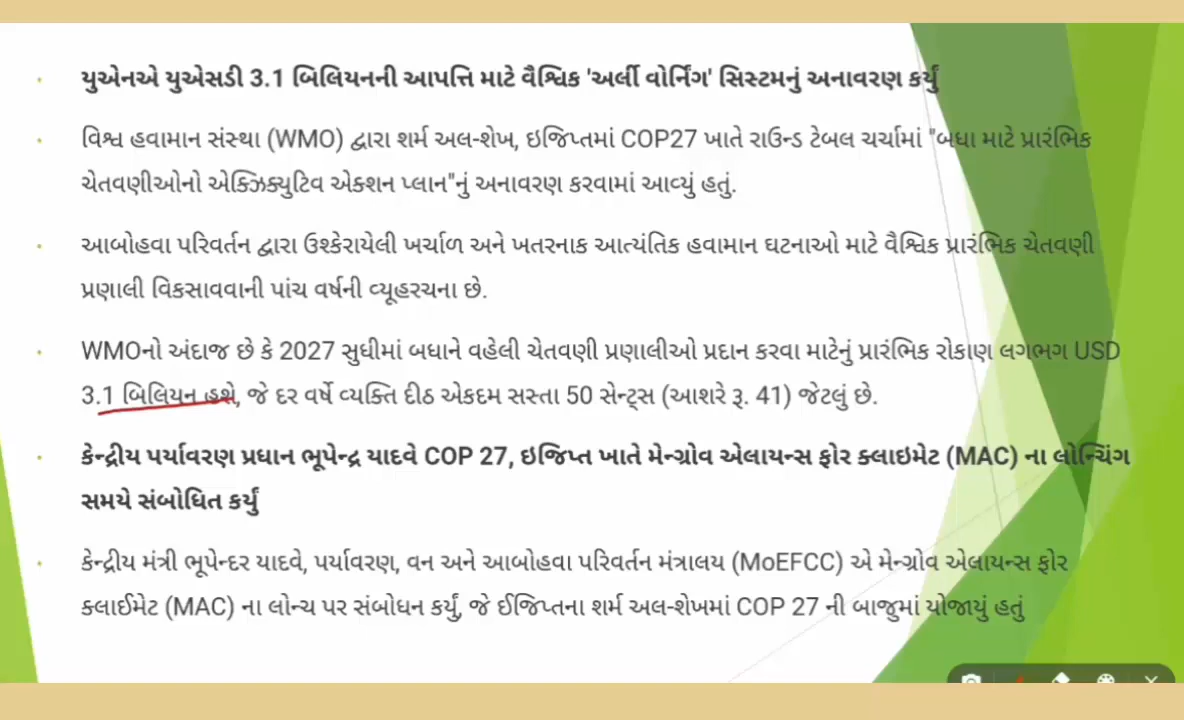 યુએનએ યુએસડી 3.1 બિલિયનની આપત્તિ માટે વૈશ્વિક 'અર્લી વોર્નિંગ' સિસ્ટમનું અનાવરણ કર્યું
વિશ્વ હવામાન સંસ્થા (WMO) દ્વારા શર્મ અલ-શેખ, ઇજિપ્તમાં COP27 ખાતે રાઉન્ડ ટેબલ ચર્ચામાં "બધા માટે પ્રારંભિક
ચેતવણીઓનો એક્ઝિક્યુટિવ એક્શન પ્લાન"નું અનાવરણ કરવામાં આવ્યું હતું.
આબોહવા પરિવર્તન દ્વારા ઉશ્કેરાયેલી ખર્ચાળ અને ખતરનાક આત્યંતિક હવામાન ઘટનાઓ માટે વૈશ્વિક પ્રારંભિક ચેતવણી
પ્રણાલી વિકસાવવાની પાંચ વર્ષની વ્યૂહરચના છે.
WMOનો અંદાજ છે કે 2027 સુધીમાં બધાને વહેલી ચેતવણી પ્રણાલીઓ પ્રદાન કરવા માટેનું પ્રારંભિક રોકાણ લગભગ USD
3.1 બિલિયન હશે, જે દર વર્ષે વ્યક્તિ દીઠ એકદમ સસ્તા 50 સેન્ટ્સ (આશરે રૂ. 41) જેટલું છે.
કેન્દ્રીય પર્યાવરણ પ્રધાન ભૂપેન્દ્ર યાદવે COP 27, ઇજિપ્ત ખાતે મેન્ગ્રોવ એલાયન્સ ફોર ક્લાઇમેટ (MAC) ના લોન્ચિંગ
સમયે સંબોધિત કર્યું
કેન્દ્રીય મંત્રી ભૂપેન્દર યાદવે, પર્યાવરણ, વન અને આબોહવા પરિવર્તન મંત્રાલય (MoEFCC) એ મેન્ગ્રોવ એલાયન્સ ફોર
ક્લાઈમેટ (MAC) ના લોન્ચ પર સંબોધન કર્યું, જે ઈજિપ્તના શર્મ અલ-શેખમાં COP 27 ની બાજુમાં યોજાયું હતું